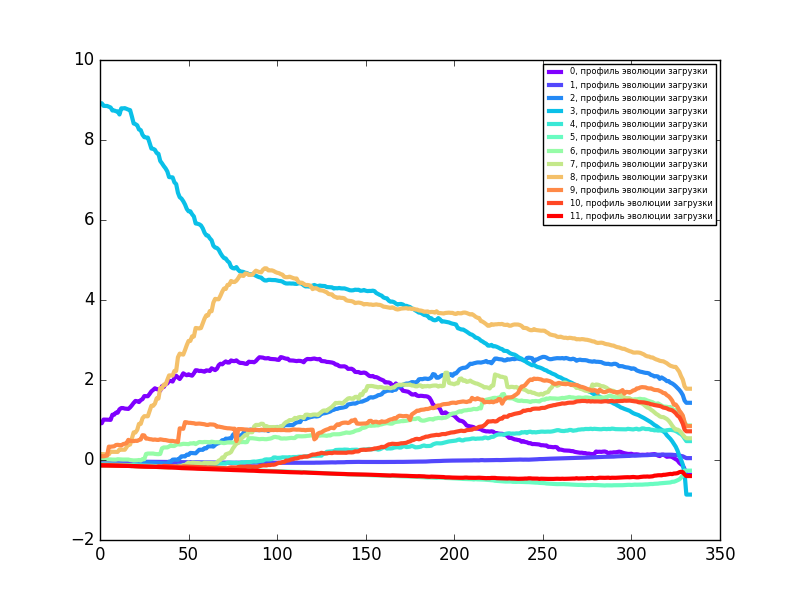 10
8
6
4
2
0
−2
0 50 100 150 200 250 300 350
0, профиль эволюции загрузки
1, профиль эволюции загрузки
2, профиль эволюции загрузки
3, профиль эволюции загрузки
4, профиль эволюции загрузки
5, профиль эволюции загрузки
6, профиль эволюции загрузки
7, профиль эволюции загрузки
8, профиль эволюции загрузки
9, профиль эволюции загрузки
10, профиль эволюции загрузки
11, профиль эволюции загрузки